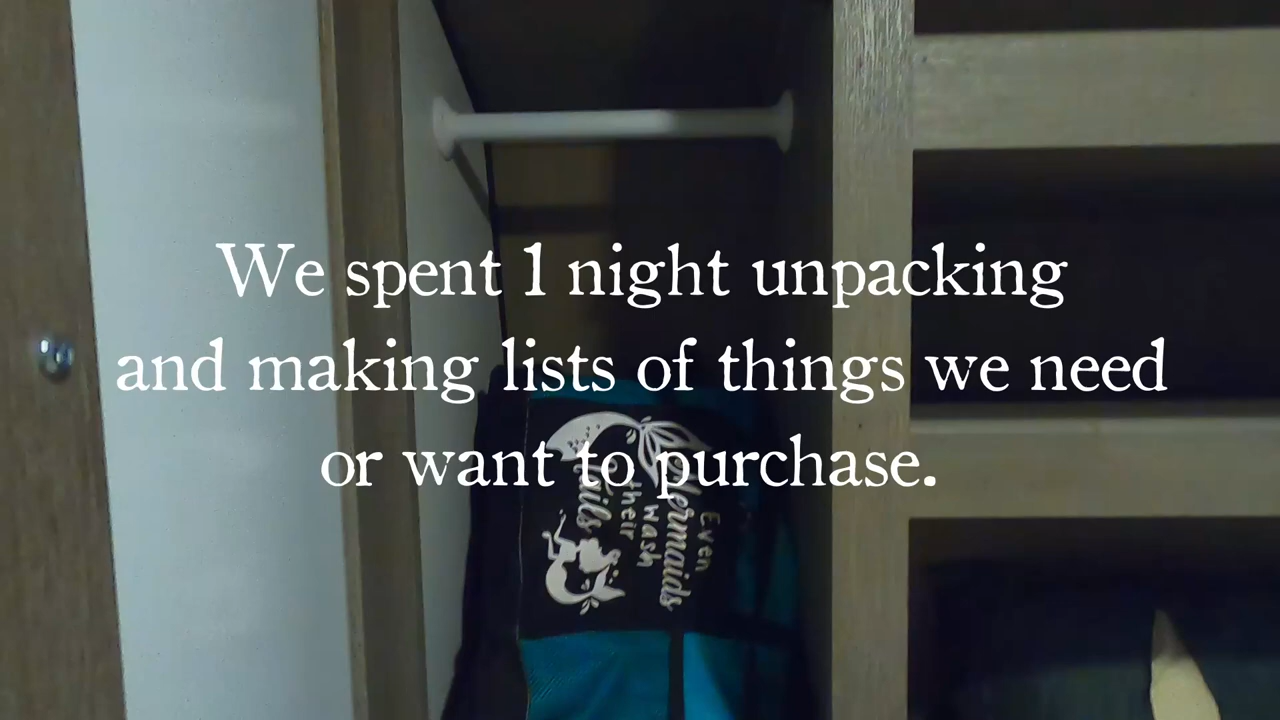 We spent 1 night unpacking
and making lists of things we need
or want to purchase.
Even
Mermaids
wash
their
Tails